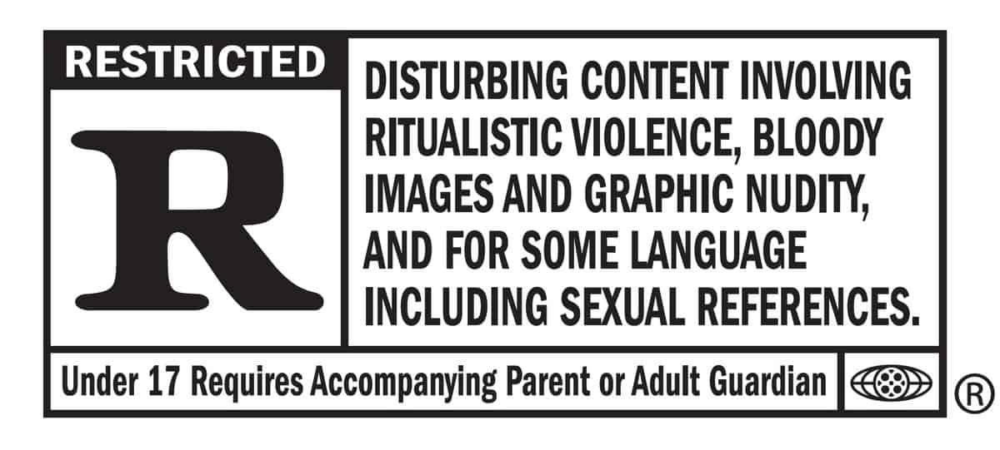 RESTRICTED
R
DISTURBING CONTENT INVOLVING
RITUALISTIC VIOLENCE, BLOODY
IMAGES AND GRAPHIC NUDITY,
AND FOR SOME LANGUAGE
INCLUDING SEXUAL REFERENCES.
Under 17 Requires Accompanying Parent or Adult Guardian
®